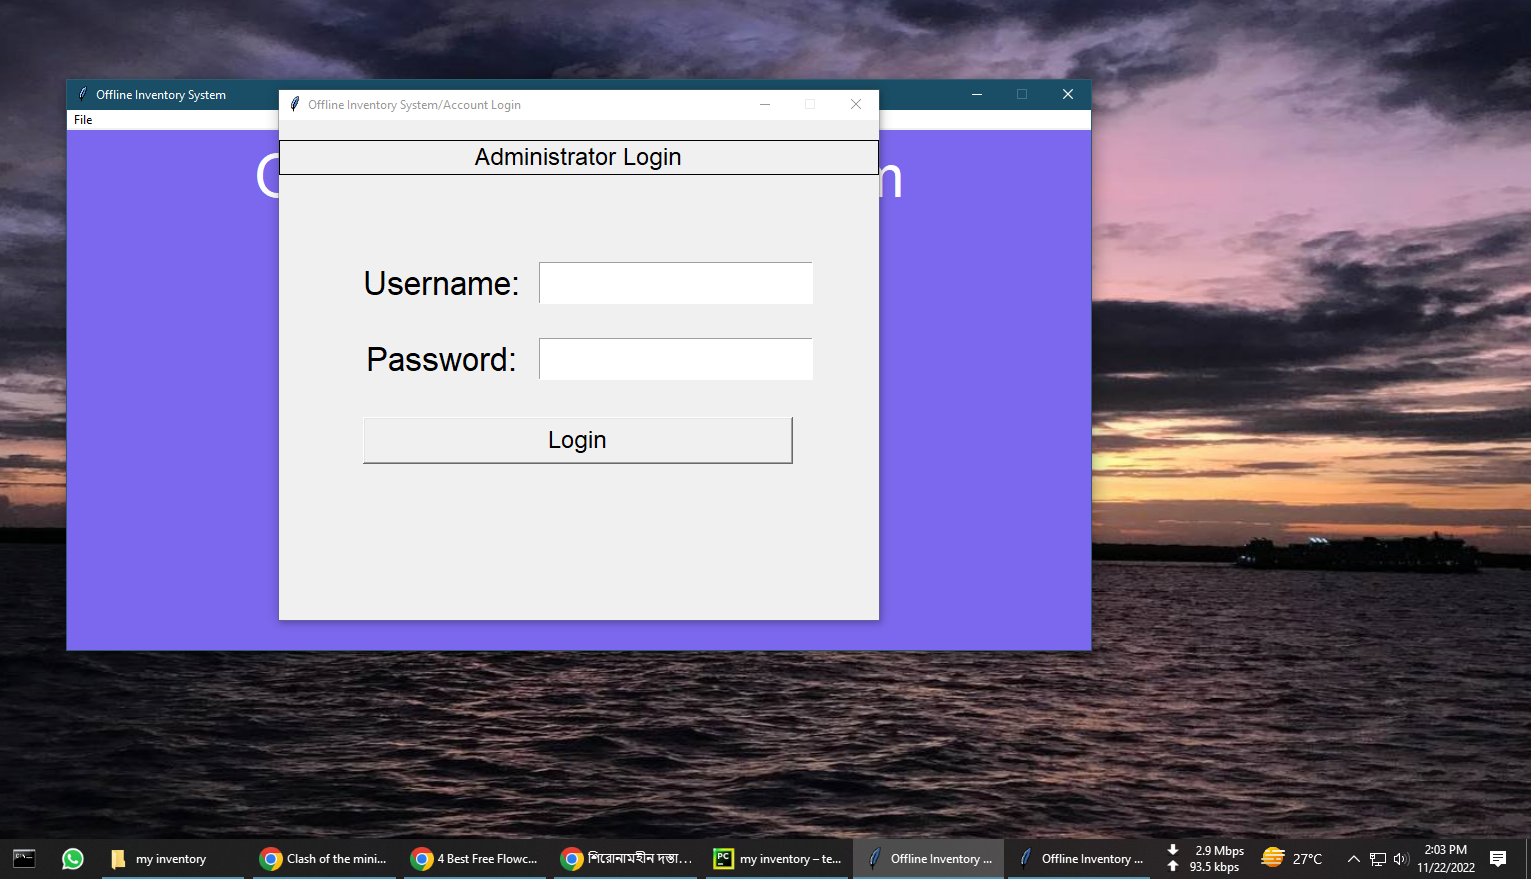 Offline Inventory System
Offline Inventory System/Account Login
File
Administrator Login
Username:
Password:
Login
my inventory
Clash of the mini...
4 Best Free Flowc...
শিরোনামহীন দস্তা...
PC
my inventory – te...
Offline Inventory ...
Offline Inventory ...
2.9 Mbps
93.5 kbps
27°C
2:03 PM
11/22/2022